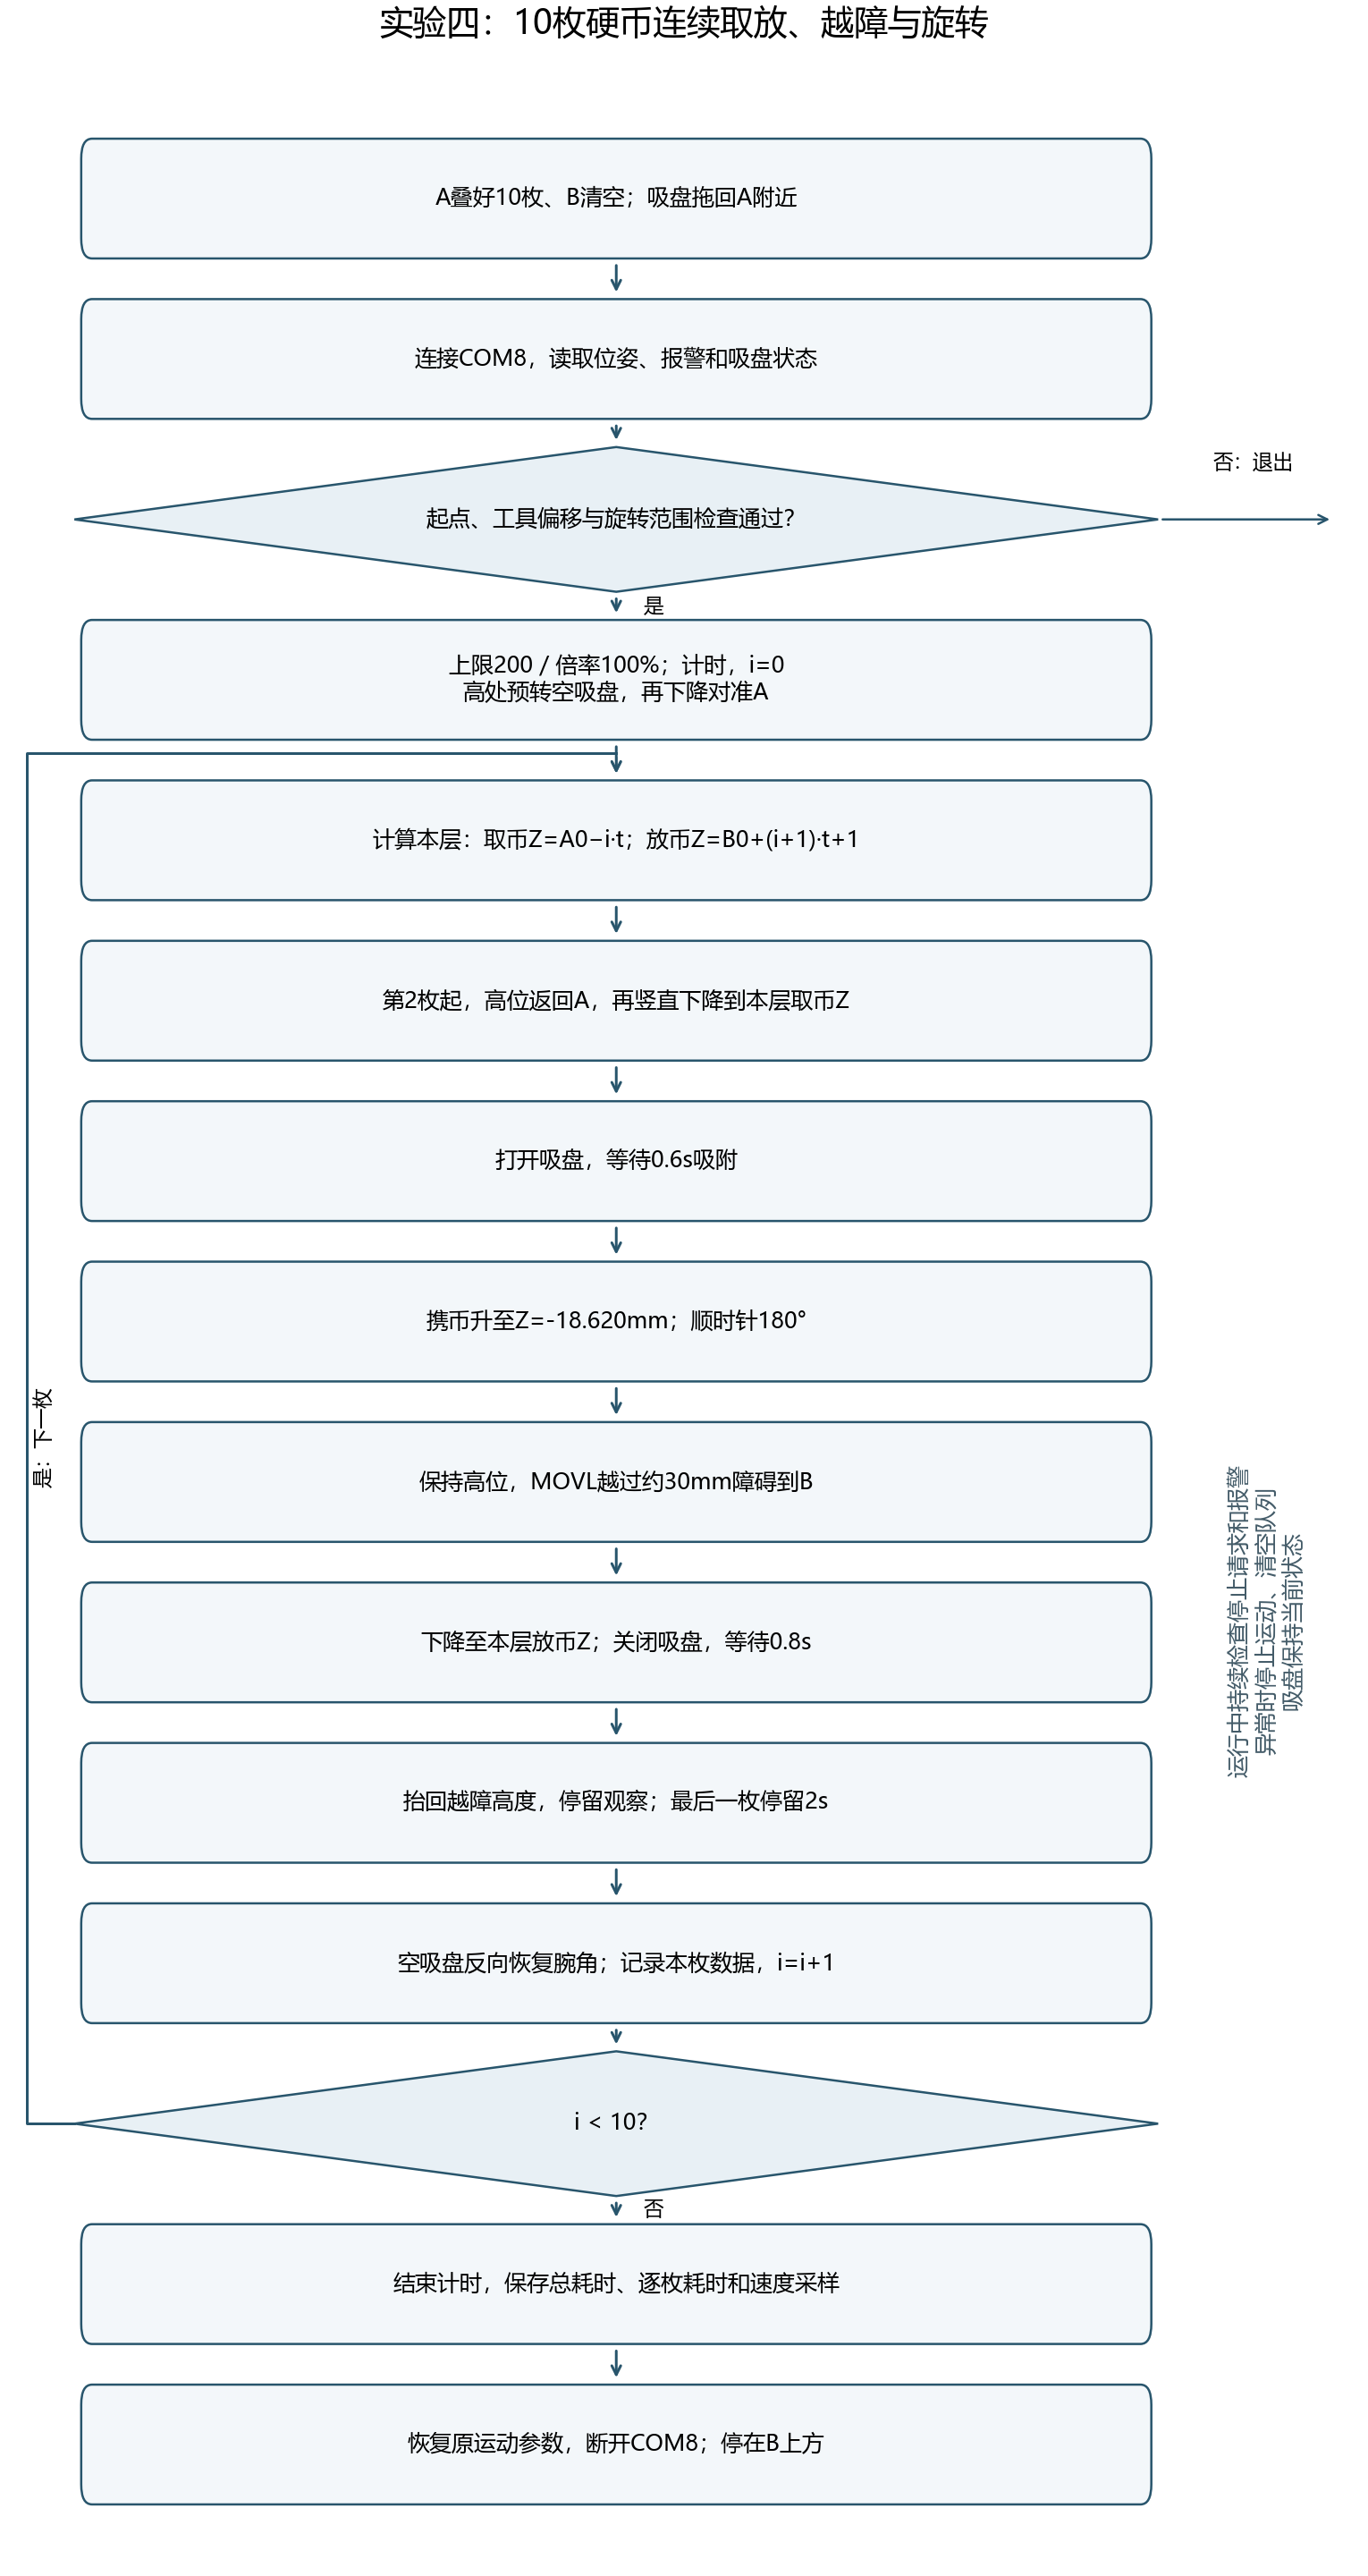 实验四：10枚硬币连续取放、越障与旋转
A叠好10枚、B清空；吸盘拖回A附近
连接COM8，读取位姿、报警和吸盘状态
否：退出
起点、工具偏移与旋转范围检查通过？
是
上限200 / 倍率100%；计时，i=0
高处预转空吸盘，再下降对准A
计算本层：取币Z=A0−i·t；放币Z=B0+(i+1)·t+1
第2枚起，高位返回A，再竖直下降到本层取币Z
打开吸盘，等待0.6s吸附
携币升至Z=-18.620mm；顺时针180°
是：下一枚
保持高位，MOVL越过约30mm障碍到B
运行中持续检查停止请求和报警
异常时停止运动、清空队列
吸盘保持当前状态
下降至本层放币Z；关闭吸盘，等待0.8s
抬回越障高度，停留观察；最后一枚停留2s
空吸盘反向恢复腕角；记录本枚数据，i=i+1
i < 10?
否
结束计时，保存总耗时、逐枚耗时和速度采样
恢复原运动参数，断开COM8；停在B上方